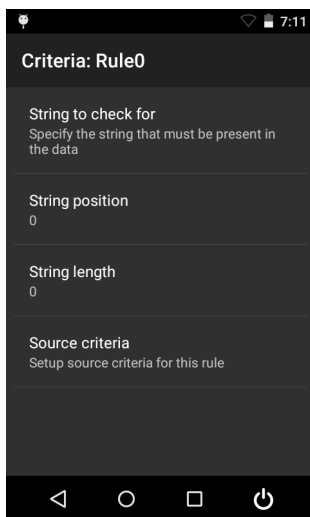 7:11
Criteria: Rule0
String to check for
Specify the string that must be present in
the data
String position
0
String length
0
Source criteria
Setup source criteria for this rule